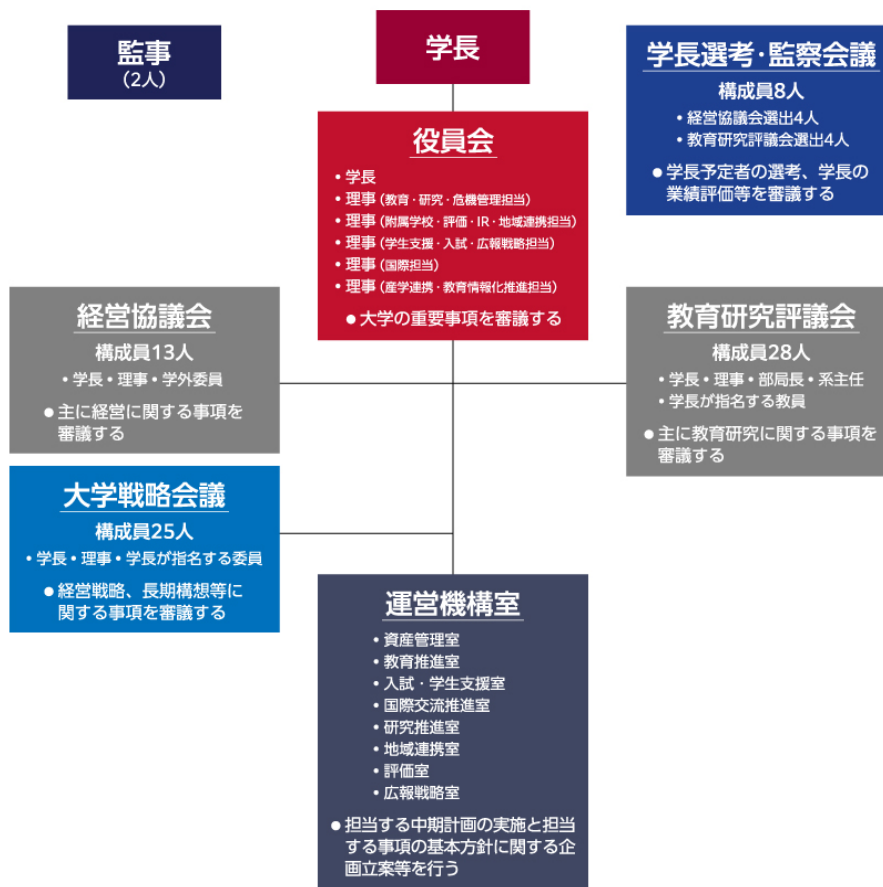 監事
（2人）
学長
学長選考・監察会議
構成員8人
• 経営協議会選出4人
• 教育研究評議会選出4人
● 学長予定者の選考、学長の
業績評価等を審議する
役員会
• 学長
• 理事（教育・研究・危機管理担当）
• 理事（附属学校・評価・IR・地域連携担当）
• 理事（学生支援・入試・広報戦略担当）
• 理事（国際担当）
• 理事（産学連携・教育情報化推進担当）
● 大学の重要事項を審議する
経営協議会
構成員13人
• 学長・理事・学外委員
● 主に経営に関する事項を
審議する
教育研究評議会
構成員28人
• 学長・理事・部局長・系主任
• 学長が指名する教員
● 主に教育研究に関する事項を
審議する
大学戦略会議
構成員25人
• 学長・理事・学長が指名する委員
● 経営戦略、長期構想等に
関する事項を審議する
運営機構室
• 資産管理室
• 教育推進室
• 入試・学生支援室
• 国際交流推進室
• 研究推進室
• 地域連携室
• 評価室
• 広報戦略室
● 担当する中期計画の実施と担当
する事項の基本方針に関する企
画立案等を行う